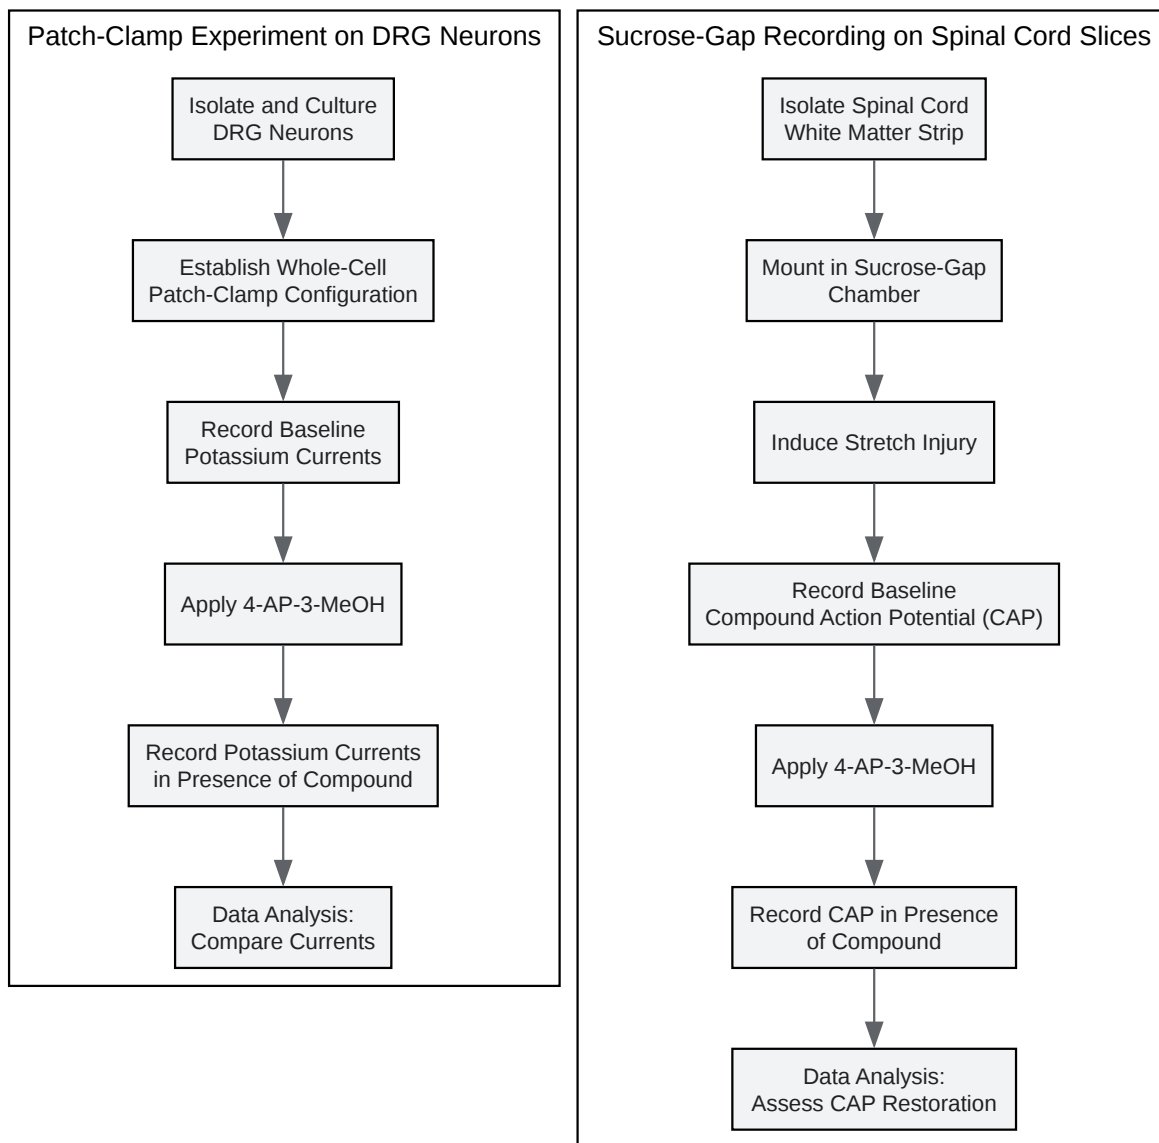 Patch-Clamp Experiment on DRG Neurons
Isolate and Culture
DRG Neurons
Establish Whole-Cell
Patch-Clamp Configuration
Record Baseline
Potassium Currents
Apply 4-AP-3-MeOH
Record Potassium Currents
in Presence of Compound
Data Analysis:
Compare Currents
Sucrose-Gap Recording on Spinal Cord Slices
Isolate Spinal Cord
White Matter Strip
Mount in Sucrose-Gap
Chamber
Induce Stretch Injury
Record Baseline
Compound Action Potential (CAP)
Apply 4-AP-3-MeOH
Record CAP in Presence
of Compound
Data Analysis:
Assess CAP Restoration